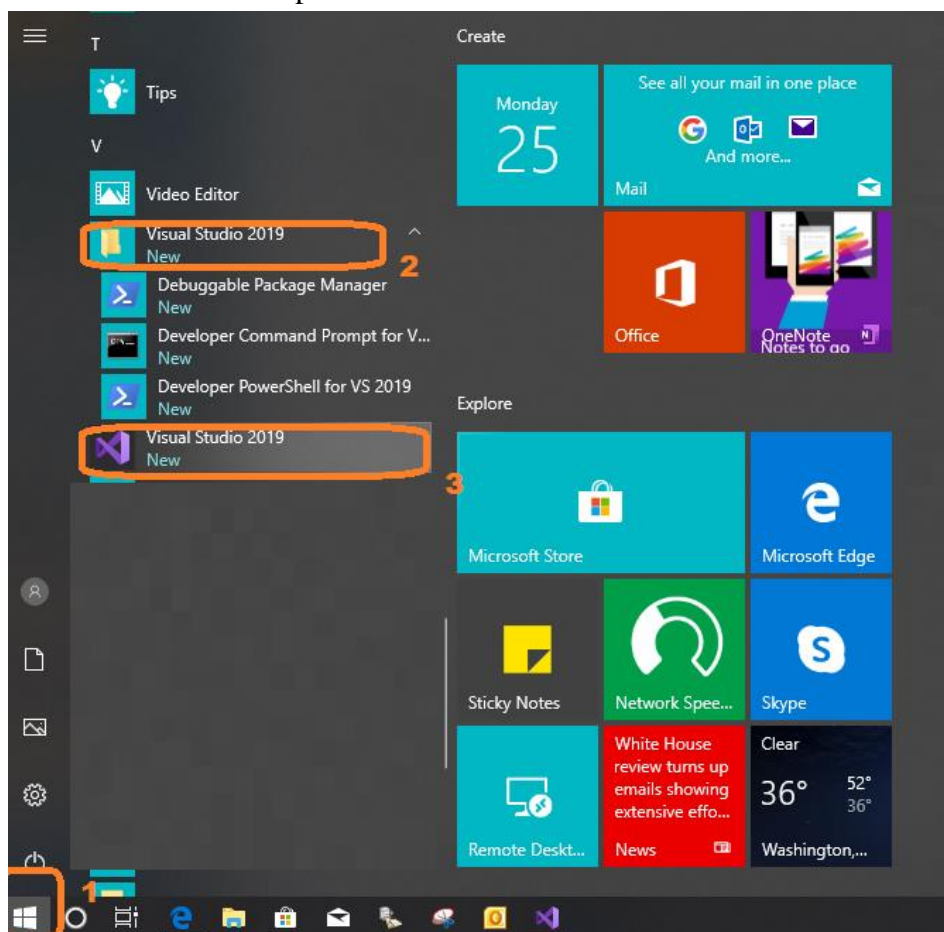 T
Tips
V
Video Editor
Visual Studio 2019
New
2
Debuggable Package Manager
New
Developer Command Prompt for V...
New
Developer PowerShell for VS 2019
New
Visual Studio 2019
New
3
1
Create
Monday
25
See all your mail in one place
And more...
Mail
Office
OneNote
Notes to go
Explore
Microsoft Store
Microsoft Edge
Sticky Notes
Network Spee...
Skype
Remote Deskt...
White House
review turns up
emails showing
extensive effo...
News
Clear
36° 52°
36°
Washington,...